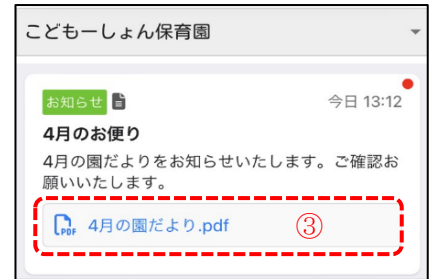 こどもーしょん保育園
お知らせ 今日 13:12
4月のお便り
4月の園だよりをお知らせいたします。ご確認お
願いいたします。
PDF 4月の園だより.pdf ③